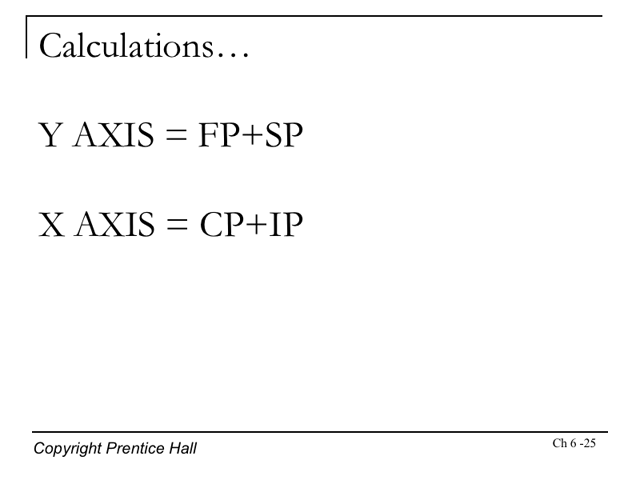 Calculations…
Y AXIS = FP+SP
X AXIS = CP+IP
Copyright Prentice Hall
Ch 6 -25